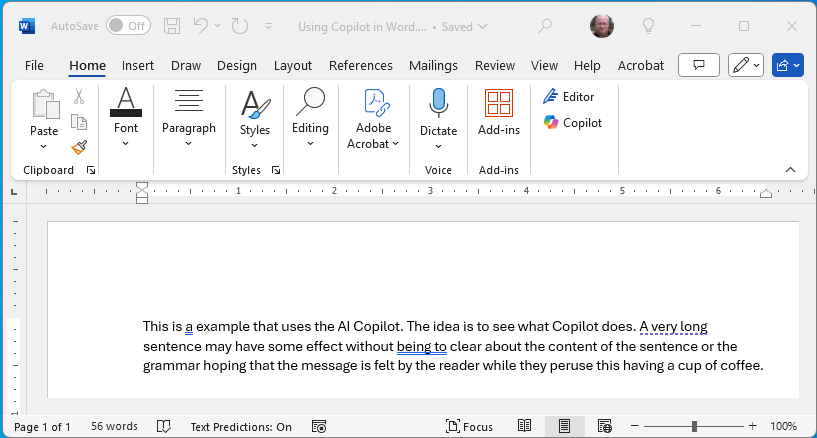 AutoSave Off Using Copilot in Word.... • Saved
File Home Insert Draw Design Layout References Mailings Review View Help Acrobat
Paste Font Paragraph Styles Editing Adobe Acrobat Dictate Add-ins Editor Copilot
Clipboard Styles Voice Add-ins
1 2 3 4 5 6
This is a example that uses the AI Copilot. The idea is to see what Copilot does. A very long
sentence may have some effect without being to clear about the content of the sentence or the
grammar hoping that the message is felt by the reader while they peruse this having a cup of coffee.
Page 1 of 1 56 words Text Predictions: On Focus 100%